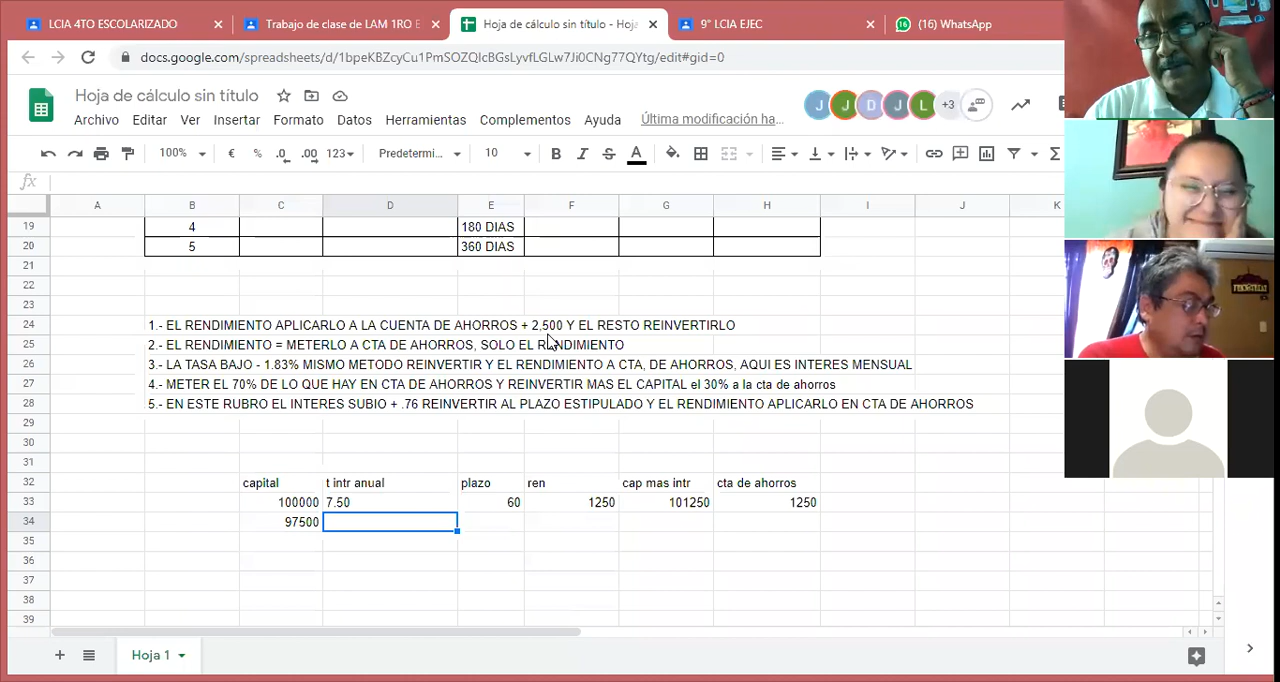 LCIA 4TO ESCOLARIZADO
Trabajo de clase de LAM 1RO E
Hoja de cálculo sin título - Hoja
9° LCIA EJEC
(16) WhatsApp
docs.google.com/spreadsheets/d/1bpeKBZcyCu1PmSOZQIcBGsLyvfLGLw7Ji0CNg77QYtg/edit#gid=0
Hoja de cálculo sin título
J J D J L +3
Archivo Editar Ver Insertar Formato Datos Herramientas Complementos Ayuda Última modificación ha…
100% € % .0 .00 123 Predetermi… 10 B I S A Σ
fx
A B C D E F G H I J K
19 4 180 DIAS
20 5 360 DIAS
21
22
23
24 1.- EL RENDIMIENTO APLICARLO A LA CUENTA DE AHORROS + 2,500 Y EL RESTO REINVERTIRLO
25 2.- EL RENDIMIENTO = METERLO A CTA DE AHORROS, SOLO EL RENDIMIENTO
26 3.- LA TASA BAJO - 1.83% MISMO METODO REINVERTIR Y EL RENDIMIENTO A CTA, DE AHORROS, AQUI ES INTERES MENSUAL
27 4.- METER EL 70% DE LO QUE HAY EN CTA DE AHORROS Y REINVERTIR MAS EL CAPITAL el 30% a la cta de ahorros
28 5.- EN ESTE RUBRO EL INTERES SUBIO + .76 REINVERTIR AL PLAZO ESTIPULADO Y EL RENDIMIENTO APLICARLO EN CTA DE AHORROS
29
30
31
32 capital t intr anual plazo ren cap mas intr cta de ahorros
33 100000 7.50 60 1250 101250 1250
34 97500
35
36
37
38
39
Hoja 1